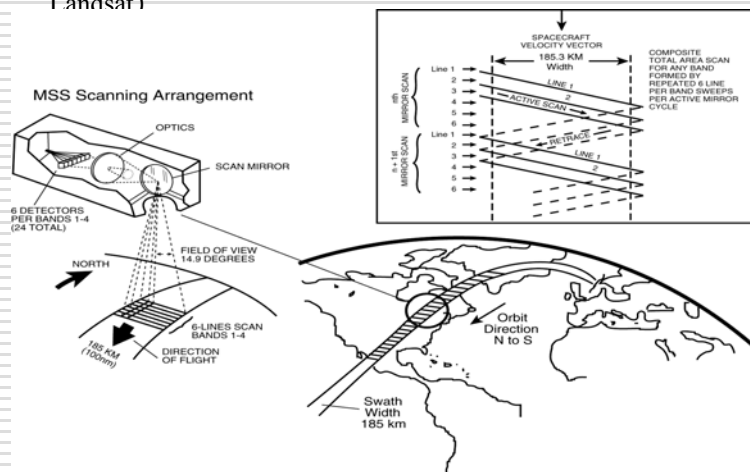 Landsat)
MSS Scanning Arrangement
OPTICS
SCAN MIRROR
6 DETECTORS
PER BANDS 1-4
(24 TOTAL)
NORTH
FIELD OF VIEW
14.9 DEGREES
6-LINES SCAN
BANDS 1-4
185 KM
(100nm)
DIRECTION
OF FLIGHT
SPACECRAFT
VELOCITY VECTOR
185.3 KM
Width
COMPOSITE
TOTAL AREA SCAN
FOR ANY BAND
FORMED BY
REPEATED 6 LINE
PER BAND SWEEPS
PER ACTIVE MIRROR
CYCLE
nth
MIRROR SCAN
Line 1
2
3
4
5
6
LINE 1
2
ACTIVE SCAN
RETRACE
n + 1st
MIRROR SCAN
Line 1
2
3
4
5
6
LINE 1
2
Orbit
Direction
N to S
Swath
Width
185 km